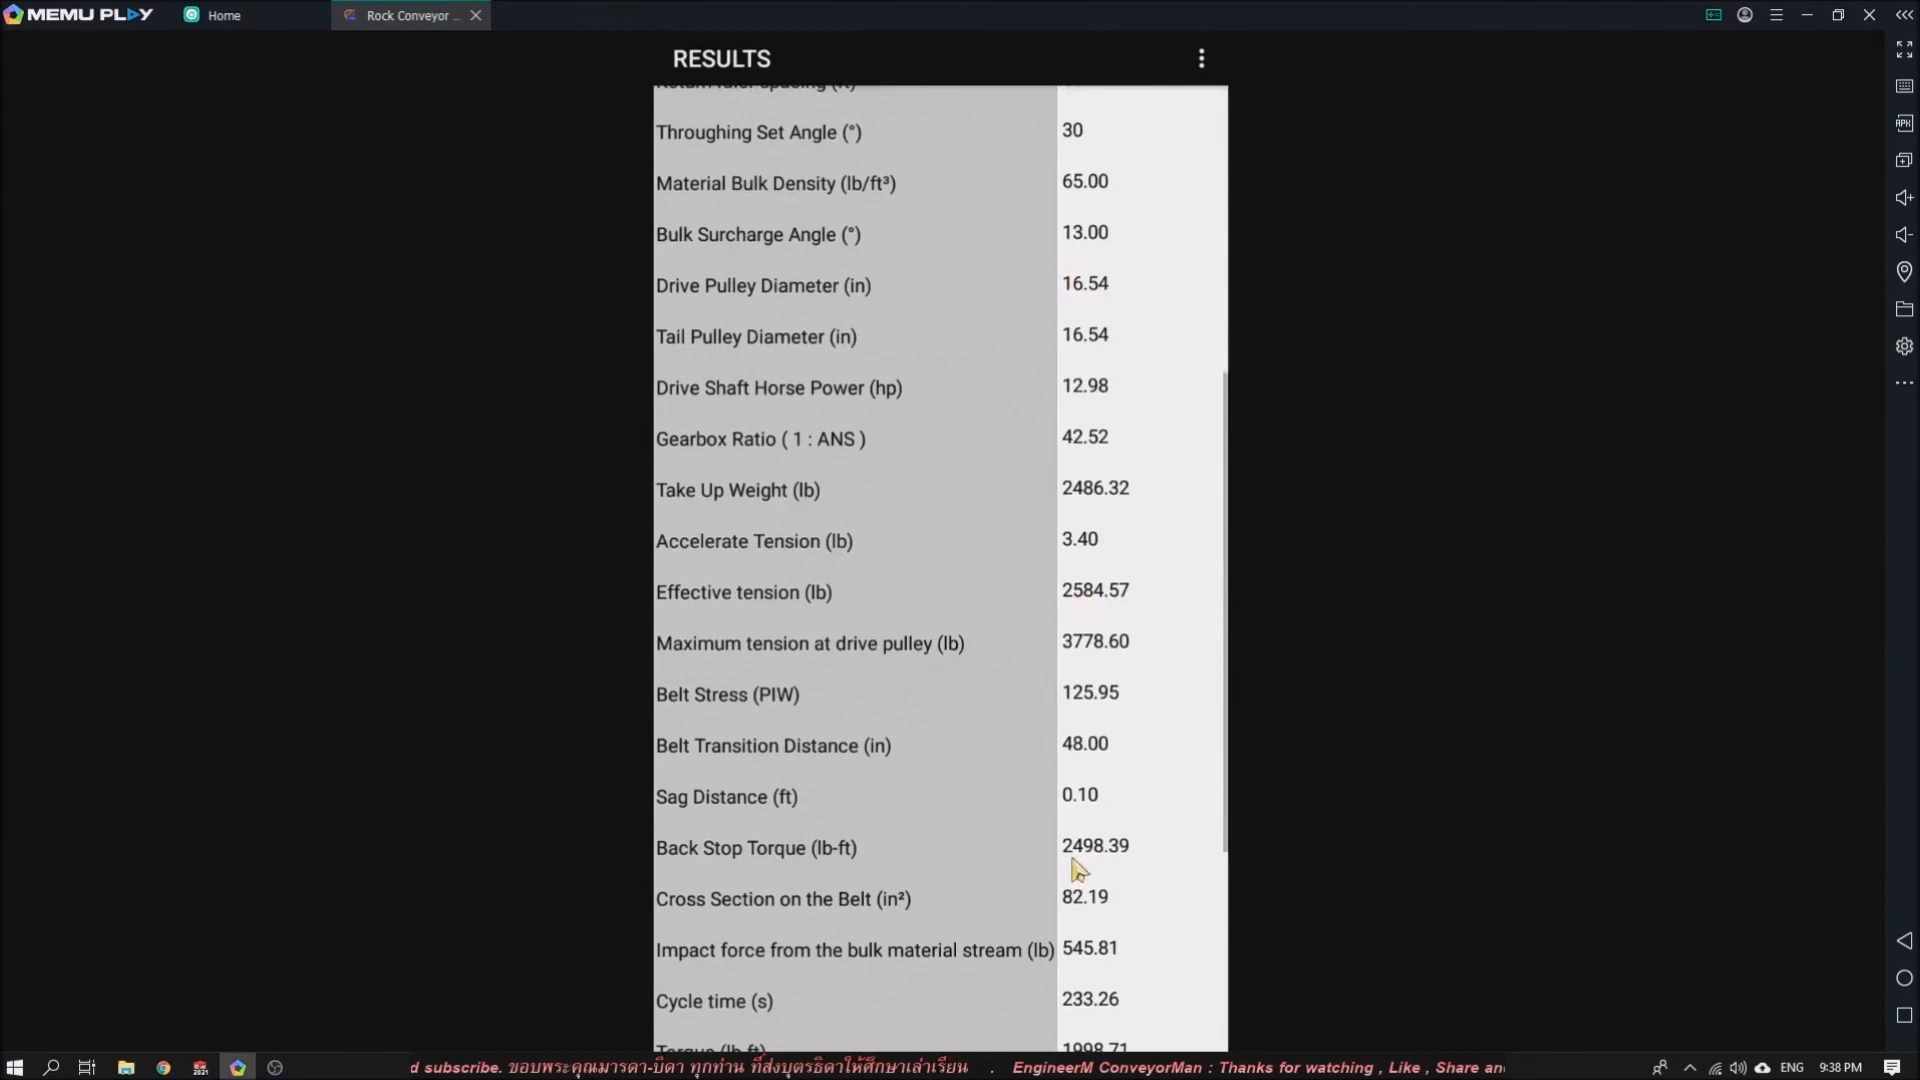 MEMU PLAY
Home
Rock Conveyor ...
RESULTS
Return Idler Spacing (ft)
Throughing Set Angle (°) 30
Material Bulk Density (lb/ft³) 65.00
Bulk Surcharge Angle (°) 13.00
Drive Pulley Diameter (in) 16.54
Tail Pulley Diameter (in) 16.54
Drive Shaft Horse Power (hp) 12.98
Gearbox Ratio ( 1 : ANS ) 42.52
Take Up Weight (lb) 2486.32
Accelerate Tension (lb) 3.40
Effective tension (lb) 2584.57
Maximum tension at drive pulley (lb) 3778.60
Belt Stress (PIW) 125.95
Belt Transition Distance (in) 48.00
Sag Distance (ft) 0.10
Back Stop Torque (lb-ft) 2498.39
Cross Section on the Belt (in²) 82.19
Impact force from the bulk material stream (lb) 545.81
Cycle time (s) 233.26
Torque (lb-ft) 1998.71
d subscribe. ขอบพระคุณมารดา-บิดา ทุกท่าน ที่ส่งบุตรธิดาให้ศึกษาเล่าเรียน . EngineerM ConveyorMan : Thanks for watching , Like , Share an
ENG 9:38 PM